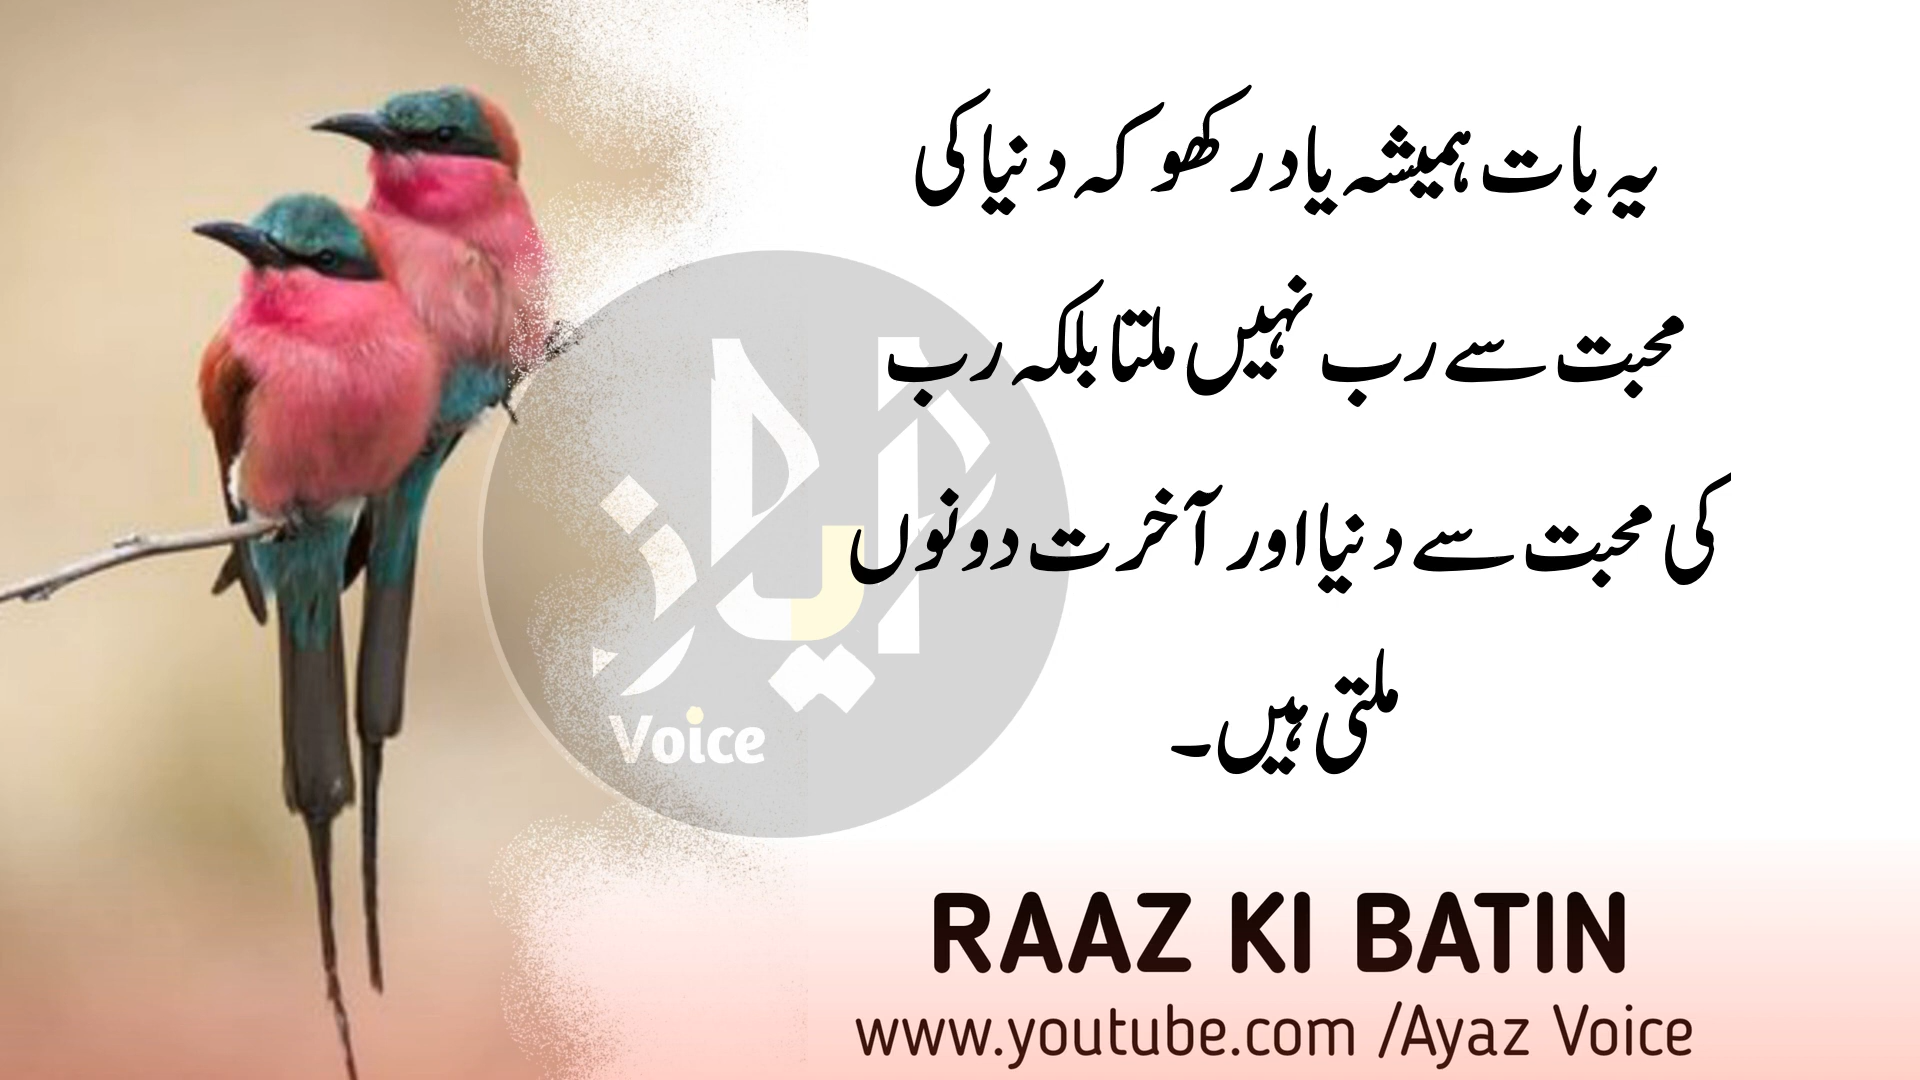 یہ بات ہمیشہ یاد رکھو کہ دنیا کی
محبت سے رب نہیں ملتا بلکہ رب
کی محبت سے دنیا اور آخرت دونوں
ملتی ہیں۔
ایاز
Voice
RAAZ KI BATIN
www.youtube.com /Ayaz Voice